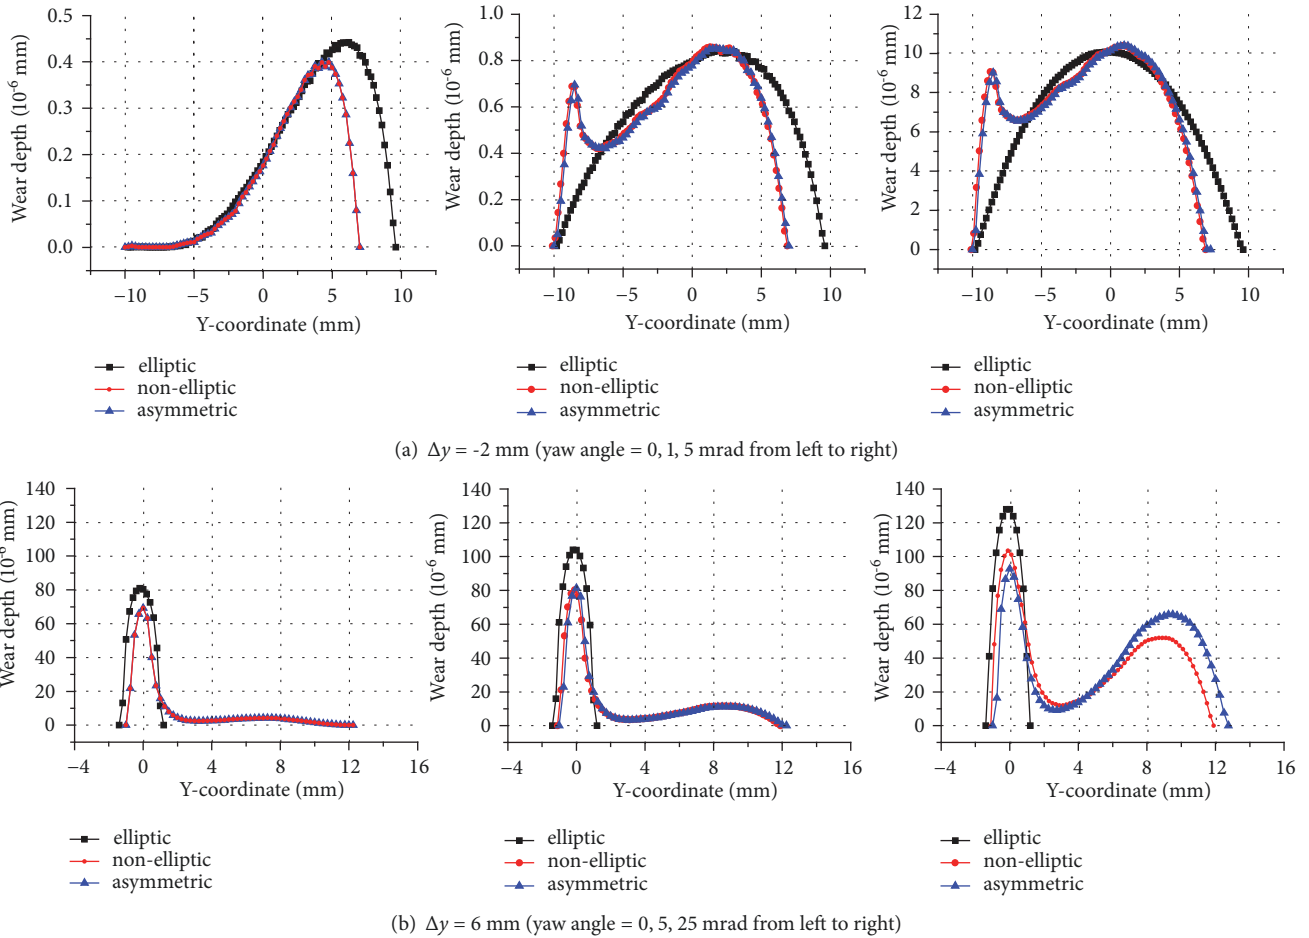 Wear depth (10-6 mm)
0.5
0.4
0.3
0.2
0.1
0.0
−10 −5 0 5 10
Y-coordinate (mm)
elliptic
non-elliptic
asymmetric
Wear depth (10-6 mm)
1.0
0.8
0.6
0.4
0.2
0.0
−10 −5 0 5 10
Y-coordinate (mm)
elliptic
non-elliptic
asymmetric
Wear depth (10-6 mm)
12
10
8
6
4
2
0
−10 −5 0 5 10
Y-coordinate (mm)
elliptic
non-elliptic
asymmetric
(a) Δy = -2 mm (yaw angle = 0, 1, 5 mrad from left to right)
Wear depth (10-6 mm)
140
120
100
80
60
40
20
0
−4 0 4 8 12 16
Y-coordinate (mm)
elliptic
non-elliptic
asymmetric
Wear depth (10-6 mm)
140
120
100
80
60
40
20
0
−4 0 4 8 12 16
Y-coordinate (mm)
elliptic
non-elliptic
asymmetric
Wear depth (10-6 mm)
140
120
100
80
60
40
20
0
−4 0 4 8 12 16
Y-coordinate (mm)
elliptic
non-elliptic
asymmetric
(b) Δy = 6 mm (yaw angle = 0, 5, 25 mrad from left to right)